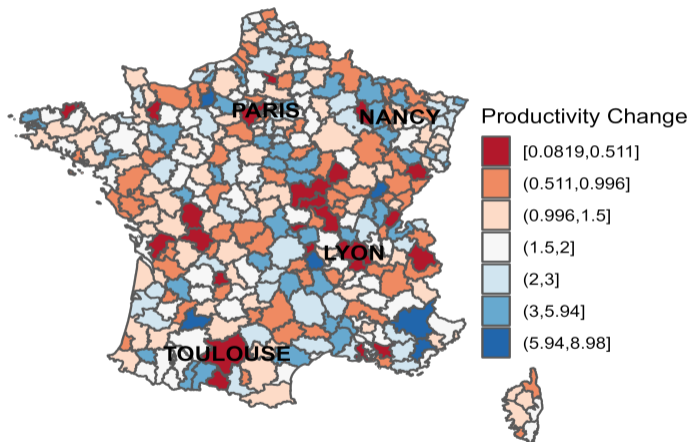 PARIS
NANCY
Productivity Change
[0.0819,0.511]
(0.511,0.996]
(0.996,1.5]
(1.5,2]
(2,3]
(3,5.94]
(5.94,8.98]
LYON
TOULOUSE